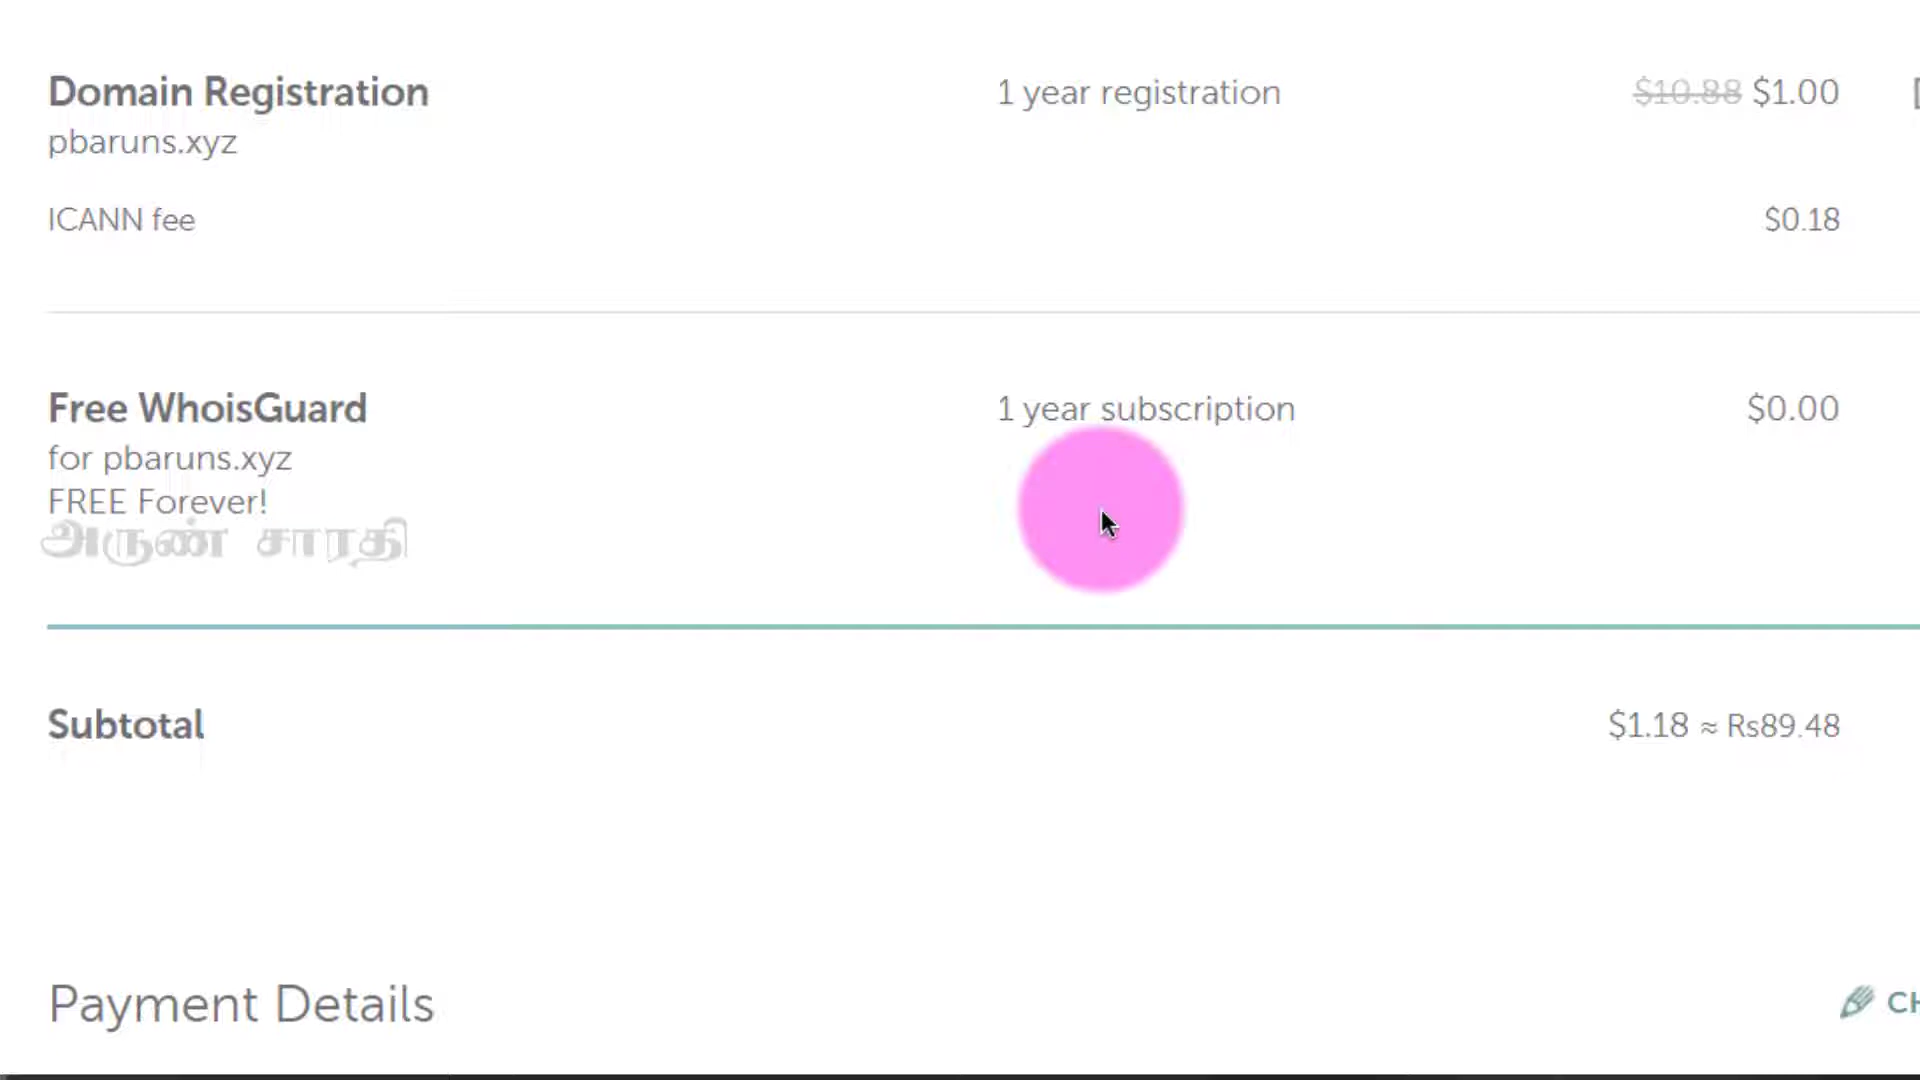 Domain Registration 1 year registration $10.88 $1.00
pbaruns.xyz
ICANN fee $0.18
Free WhoisGuard 1 year subscription $0.00
for pbaruns.xyz
FREE Forever!
அருண் சாரதி
Subtotal $1.18 ≈ Rs89.48
Payment Details